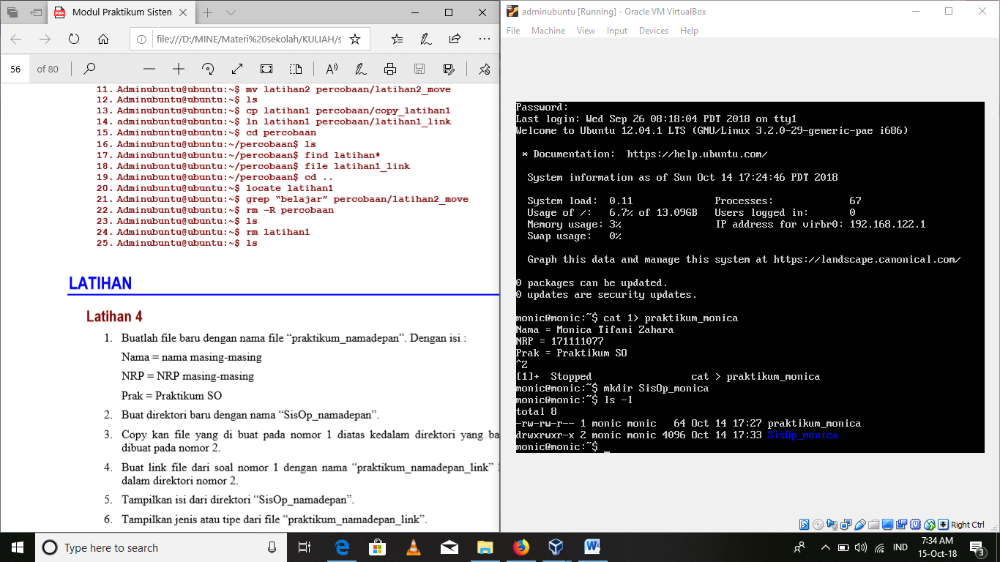 Modul Praktikum Sisten
file:///D:/MINE/Materi%20sekolah/KULIAH/s
56 of 80
11. Adminubuntu@ubuntu:~$ mv latihan2 percobaan/latihan2_move
12. Adminubuntu@ubuntu:~$ ls
13. Adminubuntu@ubuntu:~$ cp latihan1 percobaan/copy_latihan1
14. Adminubuntu@ubuntu:~$ ln latihan1 percobaan/latihan1_link
15. Adminubuntu@ubuntu:~$ cd percobaan
16. Adminubuntu@ubuntu:~/percobaan$ ls
17. Adminubuntu@ubuntu:~/percobaan$ find latihan*
18. Adminubuntu@ubuntu:~/percobaan$ file latihan1_link
19. Adminubuntu@ubuntu:~/percobaan$ cd ..
20. Adminubuntu@ubuntu:~$ locate latihan1
21. Adminubuntu@ubuntu:~$ grep “belajar” percobaan/latihan2_move
22. Adminubuntu@ubuntu:~$ rm –R percobaan
23. Adminubuntu@ubuntu:~$ ls
24. Adminubuntu@ubuntu:~$ rm latihan1
25. Adminubuntu@ubuntu:~$ ls
LATIHAN
Latihan 4
1. Buatlah file baru dengan nama file “praktikum_namadepan”. Dengan isi :
Nama = nama masing-masing
NRP = NRP masing-masing
Prak = Praktikum SO
2. Buat direktori baru dengan nama “SisOp_namadepan”.
3. Copy kan file yang di buat pada nomor 1 diatas kedalam direktori yang ba
dibuat pada nomor 2.
4. Buat link file dari soal nomor 1 dengan nama “praktikum_namadepan_link”
dalam direktori nomor 2.
5. Tampilkan isi dari direktori “SisOp_namadepan”.
6. Tampilkan jenis atau tipe dari file “praktikum_namadepan_link”.
adminubuntu [Running] - Oracle VM VirtualBox
File Machine View Input Devices Help
Password:
Last login: Wed Sep 26 08:18:04 PDT 2018 on tty1
Welcome to Ubuntu 12.04.1 LTS (GNU/Linux 3.2.0-29-generic-pae i686)
* Documentation: https://help.ubuntu.com/
System information as of Sun Oct 14 17:24:46 PDT 2018
System load: 0.11 Processes: 67
Usage of /: 6.7% of 13.09GB Users logged in: 0
Memory usage: 3% IP address for virbr0: 192.168.122.1
Swap usage: 0%
Graph this data and manage this system at https://landscape.canonical.com/
0 packages can be updated.
0 updates are security updates.
monic@monic:~$ cat 1> praktikum_monica
Nama = Monica Tifani Zahara
NRP = 171111077
Prak = Praktikum SO
^Z
[1]+ Stopped cat > praktikum_monica
monic@monic:~$ mkdir SisOp_monica
monic@monic:~$ ls -l
total 8
-rw-rw-r-- 1 monic monic 64 Oct 14 17:27 praktikum_monica
drwxrwxr-x 2 monic monic 4096 Oct 14 17:33 SisOp_monica
monic@monic:~$ _
Right Ctrl
Type here to search
IND
7:34 AM
15-Oct-18
3